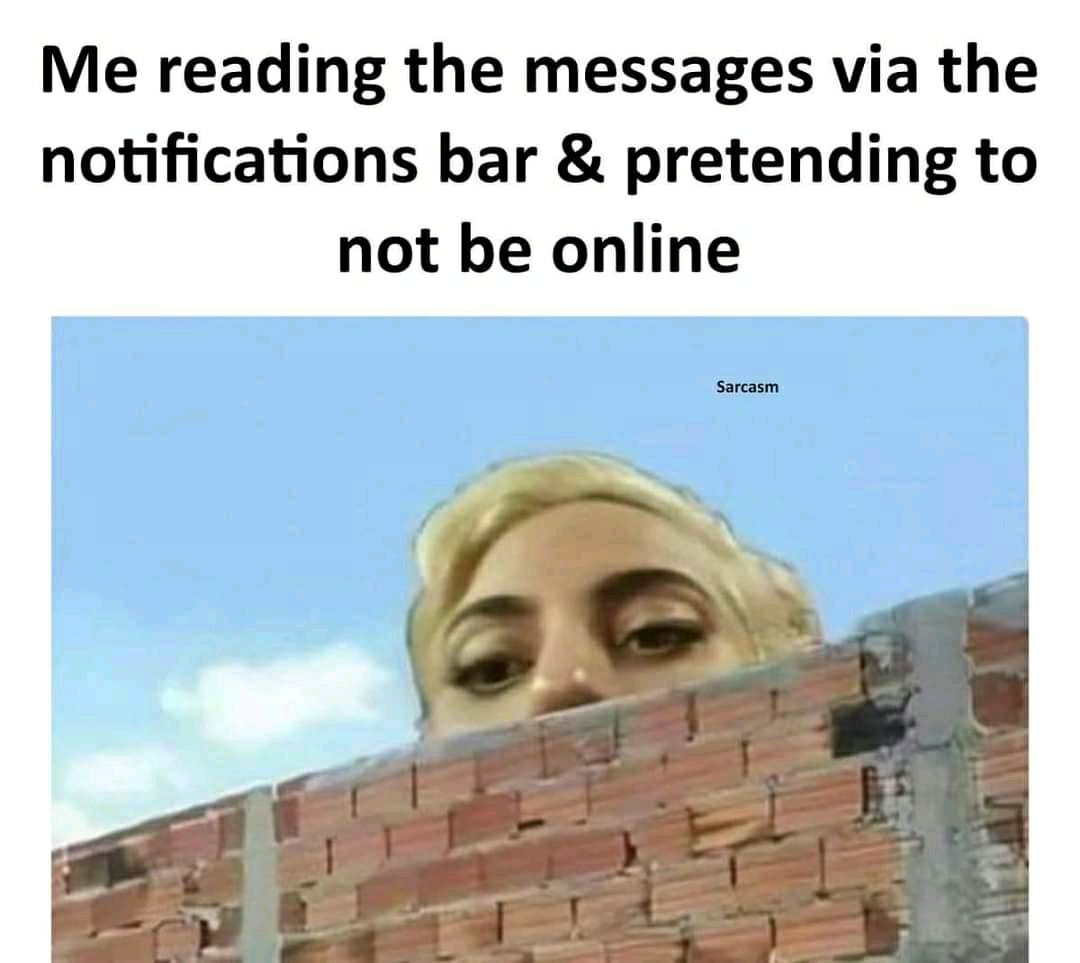 Me reading the messages via the
notifications bar & pretending to
not be online
Sarcasm